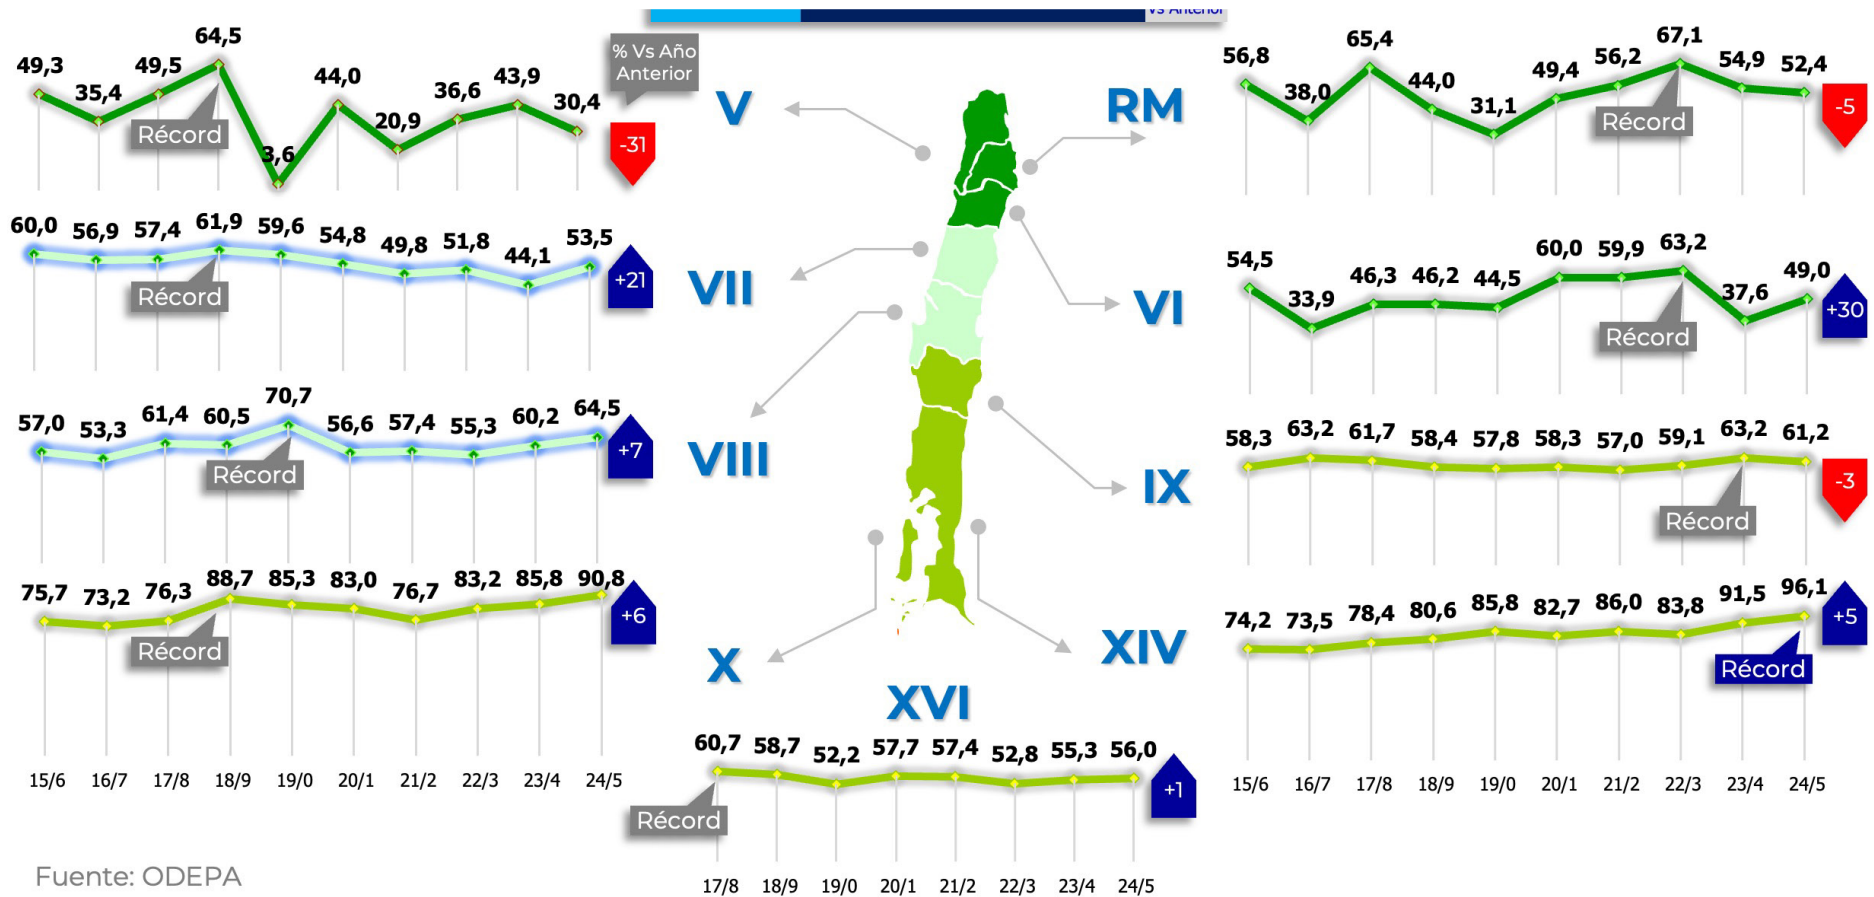 Vs Anterior
49,3 35,4 49,5 64,5 3,6 44,0 20,9 36,6 43,9 30,4
Récord
% Vs Año
Anterior
-31
V
RM
56,8 38,0 65,4 44,0 31,1 49,4 56,2 67,1 54,9 52,4
Récord
-5
60,0 56,9 57,4 61,9 59,6 54,8 49,8 51,8 44,1 53,5
Récord
+21
VII
VI
54,5 33,9 46,3 46,2 44,5 60,0 59,9 63,2 37,6 49,0
Récord
+30
57,0 53,3 61,4 60,5 70,7 56,6 57,4 55,3 60,2 64,5
Récord
+7
VIII
IX
58,3 63,2 61,7 58,4 57,8 58,3 57,0 59,1 63,2 61,2
Récord
-3
75,7 73,2 76,3 88,7 85,3 83,0 76,7 83,2 85,8 90,8
Récord
+6
15/6 16/7 17/8 18/9 19/0 20/1 21/2 22/3 23/4 24/5
X
XIV
74,2 73,5 78,4 80,6 85,8 82,7 86,0 83,8 91,5 96,1
Récord
+5
15/6 16/7 17/8 18/9 19/0 20/1 21/2 22/3 23/4 24/5
XVI
60,7 58,7 52,2 57,7 57,4 52,8 55,3 56,0
Récord
+1
17/8 18/9 19/0 20/1 21/2 22/3 23/4 24/5
Fuente: ODEPA